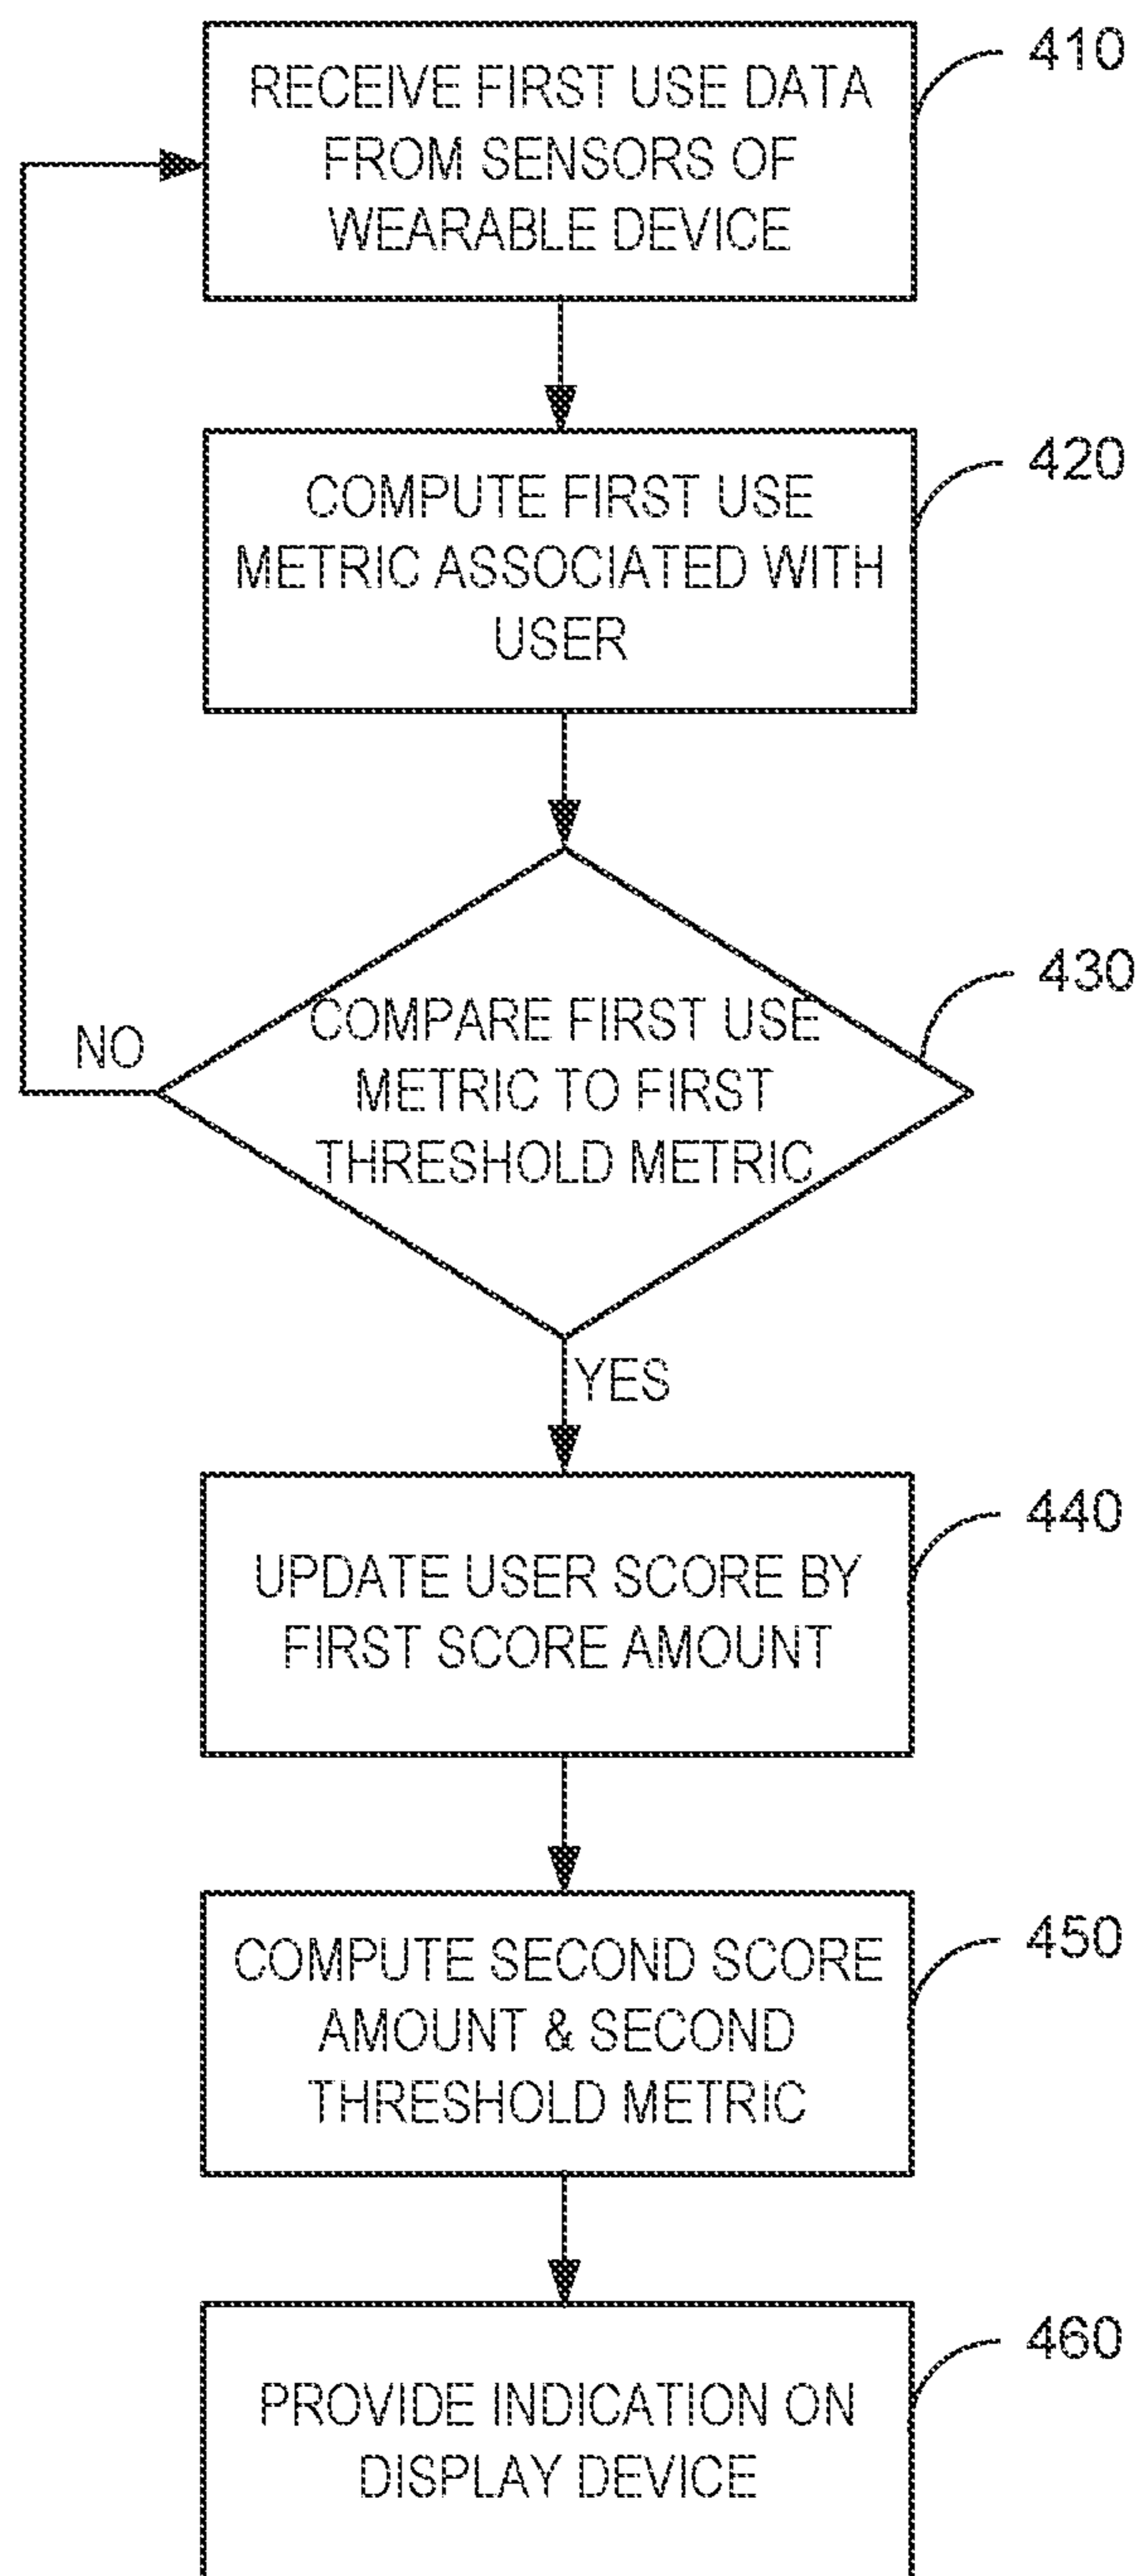 410
RECEIVE FIRST USE DATA
FROM SENSORS OF
WEARABLE DEVICE
420
COMPUTE FIRST USE
METRIC ASSOCIATED WITH
USER
430
COMPARE FIRST USE
METRIC TO FIRST
THRESHOLD METRIC
NO
YES
440
UPDATE USER SCORE BY
FIRST SCORE AMOUNT
450
COMPUTE SECOND SCORE
AMOUNT & SECOND
THRESHOLD METRIC
460
PROVIDE INDICATION ON
DISPLAY DEVICE